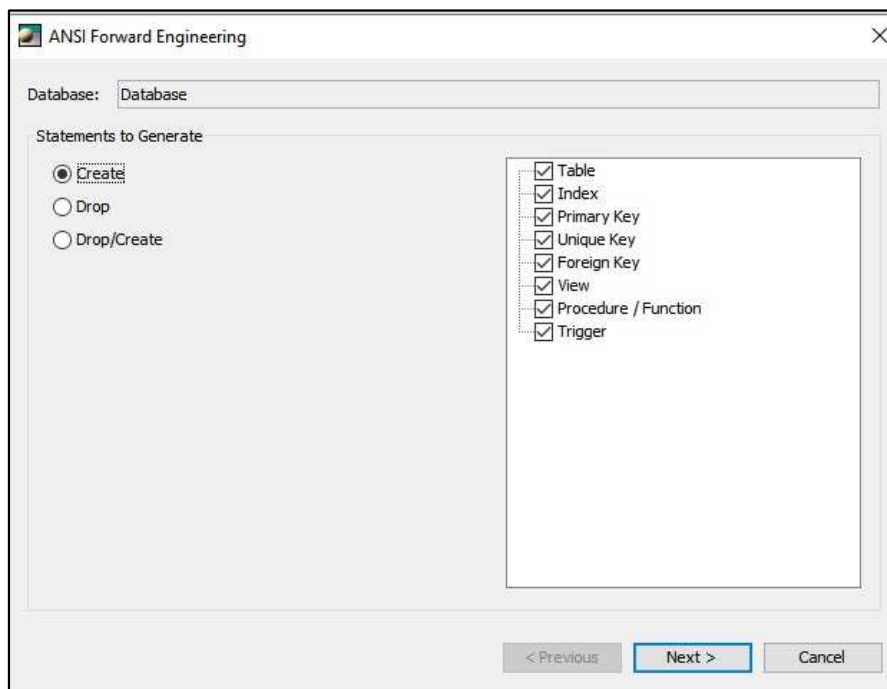 ANSI Forward Engineering
Database: Database
Statements to Generate
Create
Drop
Drop/Create
Table
Index
Primary Key
Unique Key
Foreign Key
View
Procedure / Function
Trigger
< Previous Next > Cancel